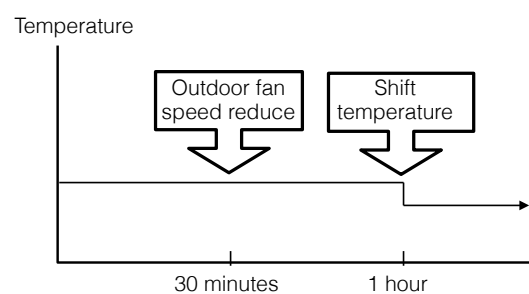 Temperature
Outdoor fan
speed reduce
Shift
temperature
30 minutes
1 hour